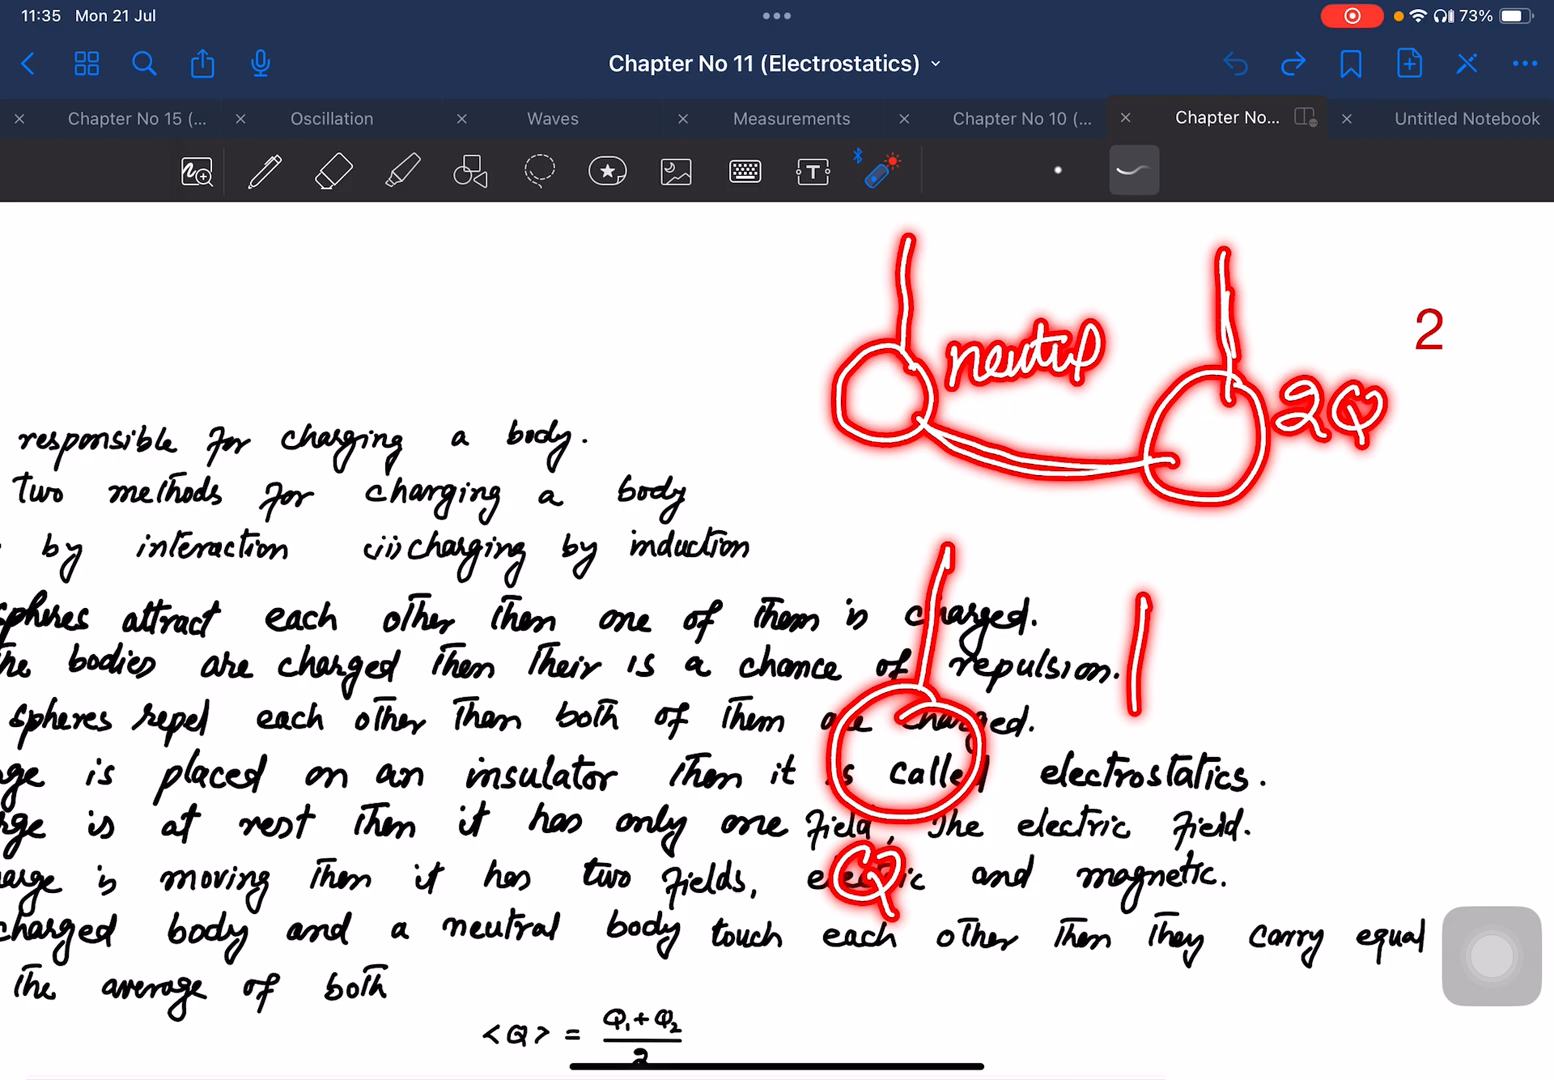 11:35 Mon 21 Jul
73%
Chapter No 11 (Electrostatics)
Chapter No 15 (...
Oscillation
Waves
Measurements
Chapter No 10 (...
Chapter No...
Untitled Notebook
T
neutral
2Q
2
responsible for charging a body.
two methods for charging a body
by interaction (ii) charging by induction
spheres attract each other then one of them is charged.
the bodies are charged then their is a chance of repulsion.
spheres repel each other then both of them are charged.
ge is placed on an insulator then it is called electrostatics.
rge is at rest then it has only one field, the electric field.
arge is moving then it has two fields, electric and magnetic.
Q
charged body and a neutral body touch each other then they carry equal
the average of both
<Q> = Q₁+Q₂
2